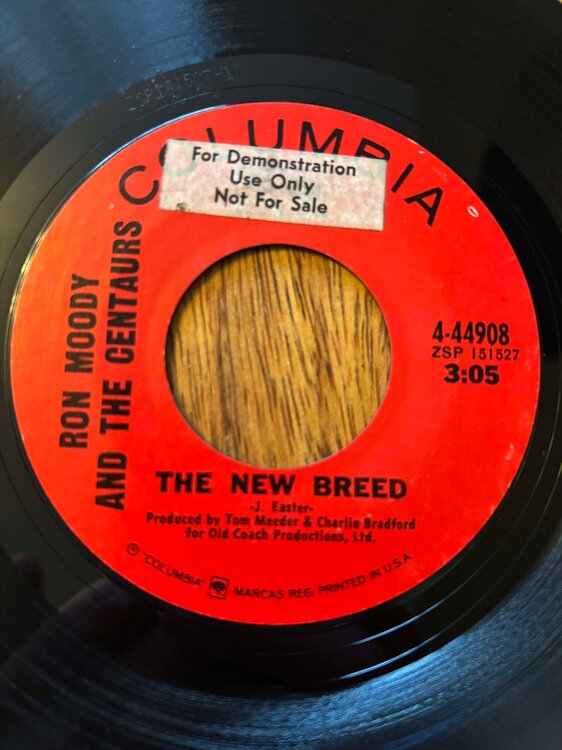 COLUMBIA
For Demonstration
Use Only
Not For Sale
RON MOODY
AND THE CENTAURS
4-44908
ZSP 151527
3:05
THE NEW BREED
-J. Easter-
Produced by Tom Meeder & Charlie Bradford
for Old Coach Productions, Ltd.
® "COLUMBIA" MARCAS REG. PRINTED IN U.S.A.